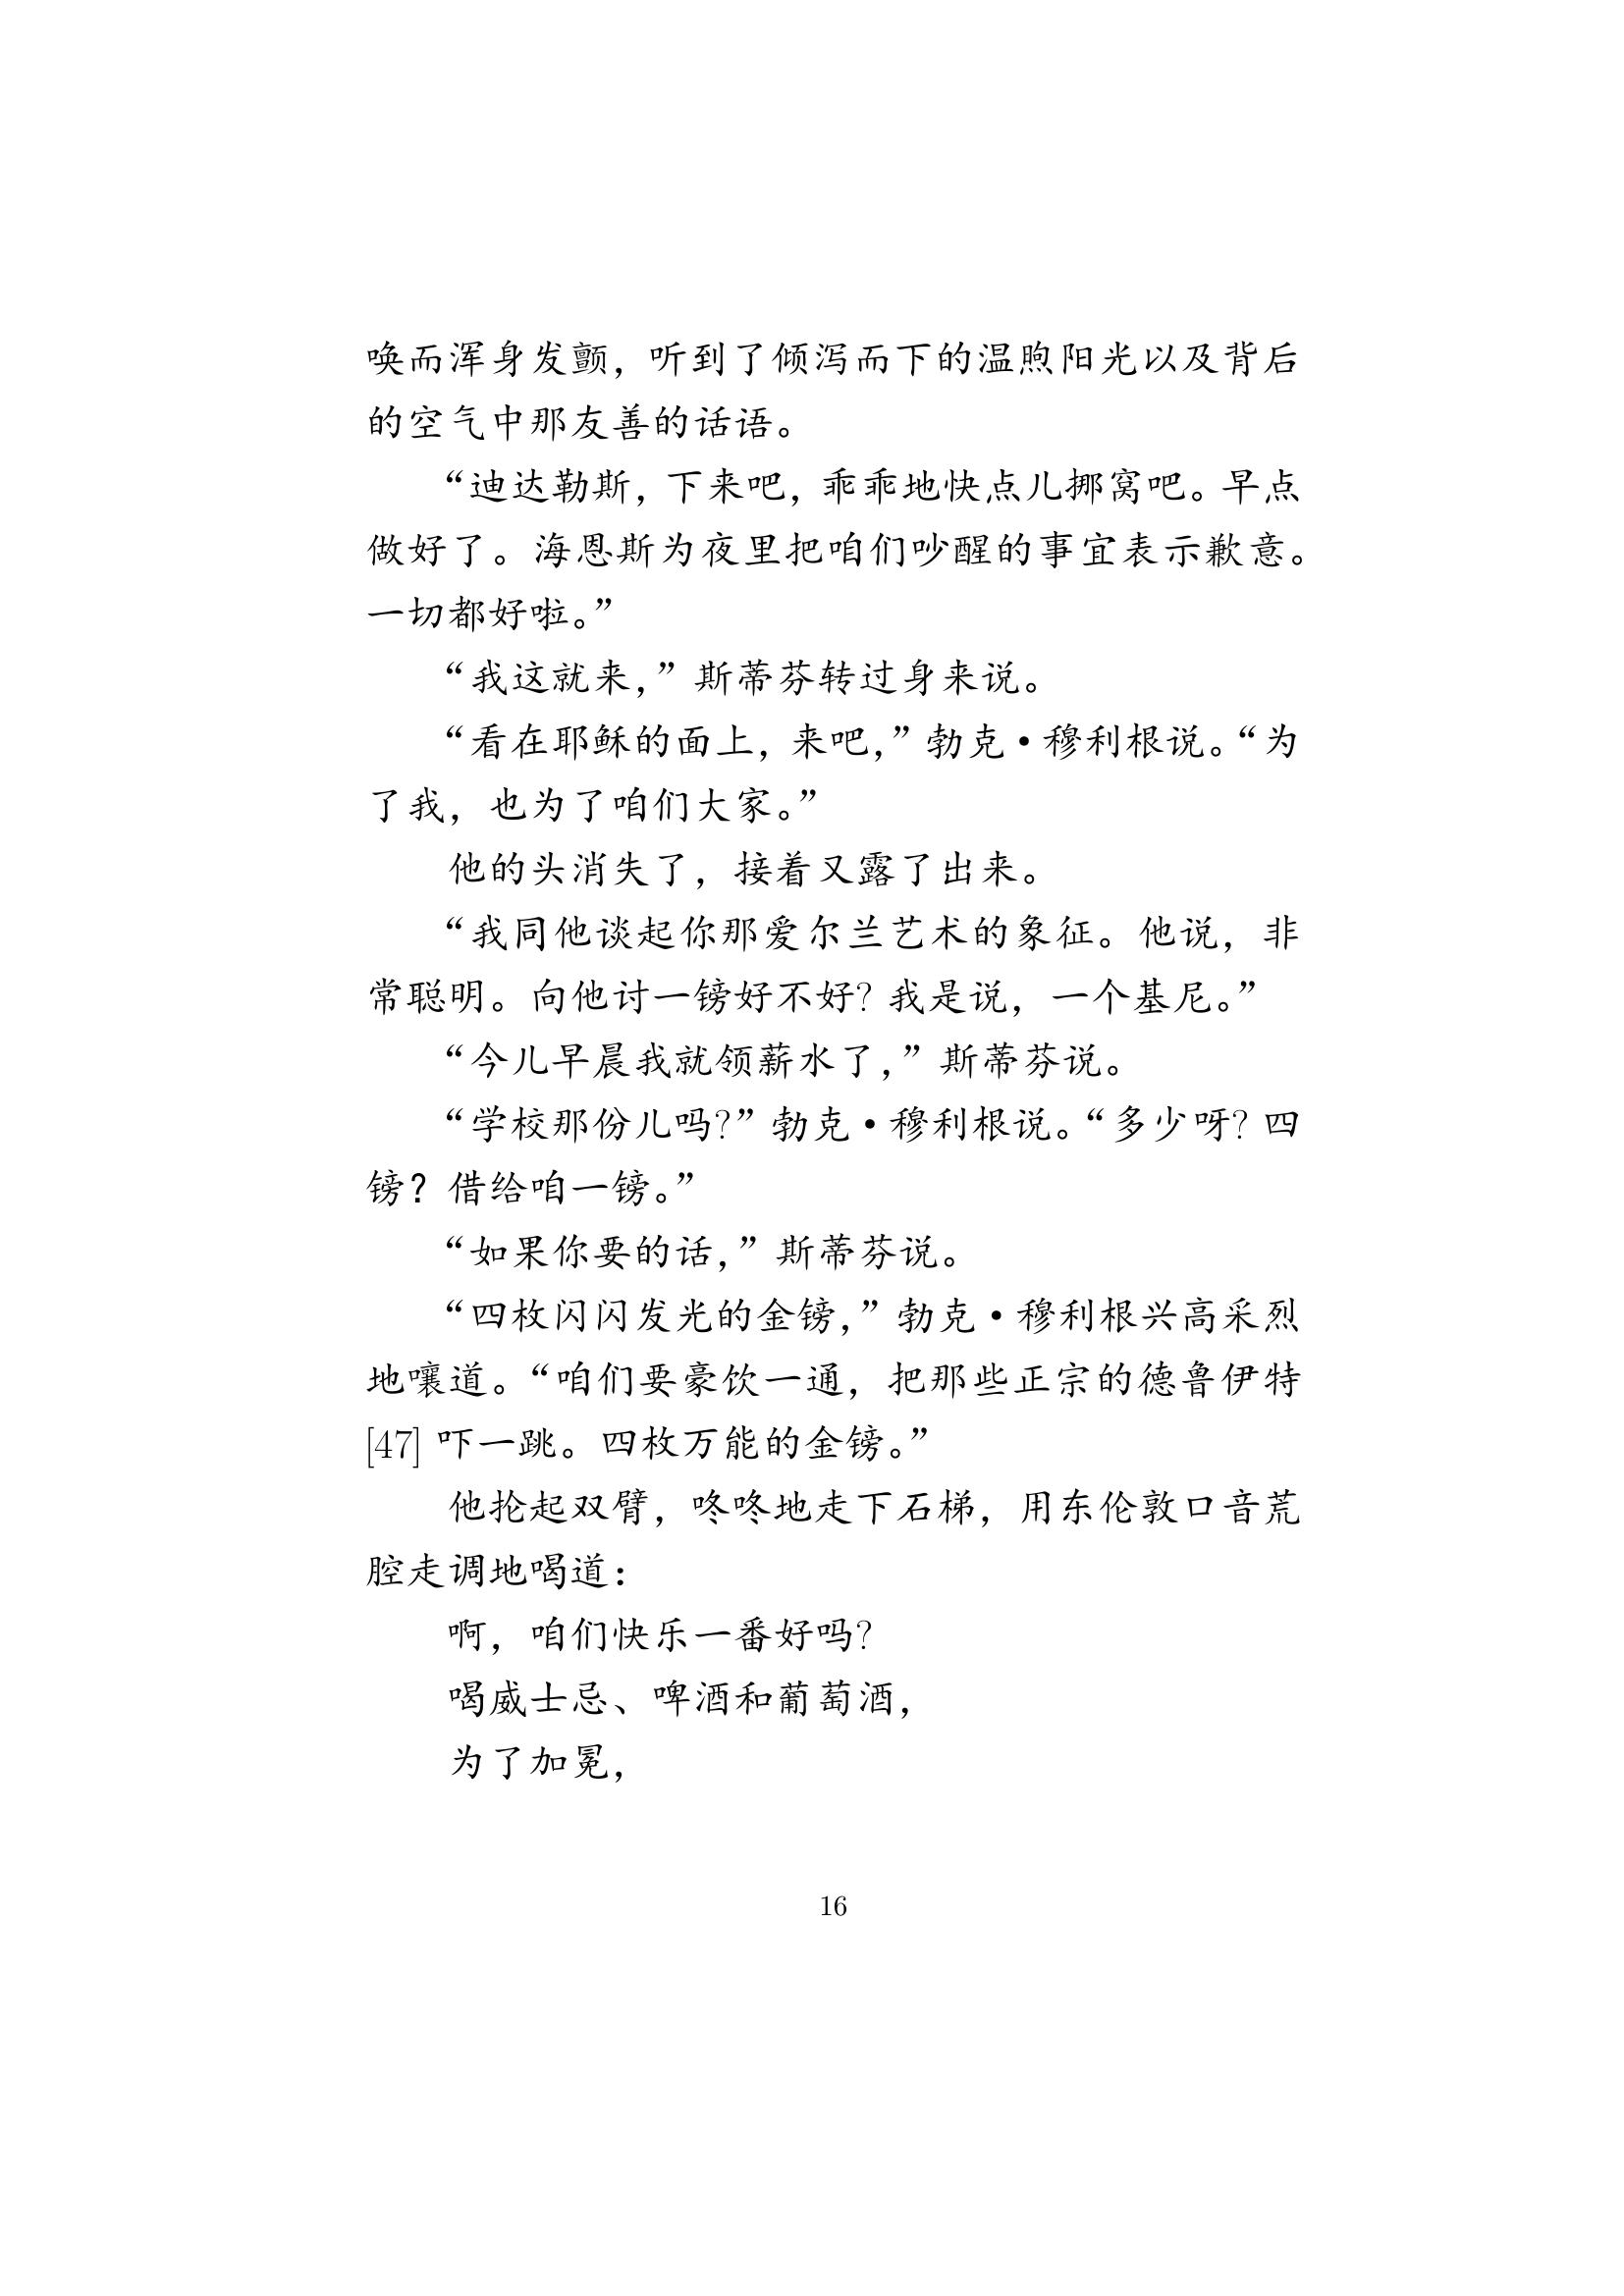 唤而浑身发颤，听到了倾泻而下的温煦阳光以及背后
的空气中那友善的话语。
“迪达勒斯，下来吧，乖乖地快点儿挪窝吧。早点
做好了。海恩斯为夜里把咱们吵醒的事宜表示歉意。
一切都好啦。”
“我这就来，”斯蒂芬转过身来说。
“看在耶稣的面上，来吧，”勃克·穆利根说。“为
了我，也为了咱们大家。”
他的头消失了，接着又露了出来。
“我同他谈起你那爱尔兰艺术的象征。他说，非
常聪明。向他讨一镑好不好？我是说，一个基尼。”
“今儿早晨我就领薪水了，”斯蒂芬说。
“学校那份儿吗？”勃克·穆利根说。“多少呀？四
镑？借给咱一镑。”
“如果你要的话，”斯蒂芬说。
“四枚闪闪发光的金镑，”勃克·穆利根兴高采烈
地嚷道。“咱们要豪饮一通，把那些正宗的德鲁伊特
[47] 吓一跳。四枚万能的金镑。”
他抡起双臂，咚咚地走下石梯，用东伦敦口音荒
腔走调地喝道：
啊，咱们快乐一番好吗？
喝威士忌、啤酒和葡萄酒，
为了加冕，
16